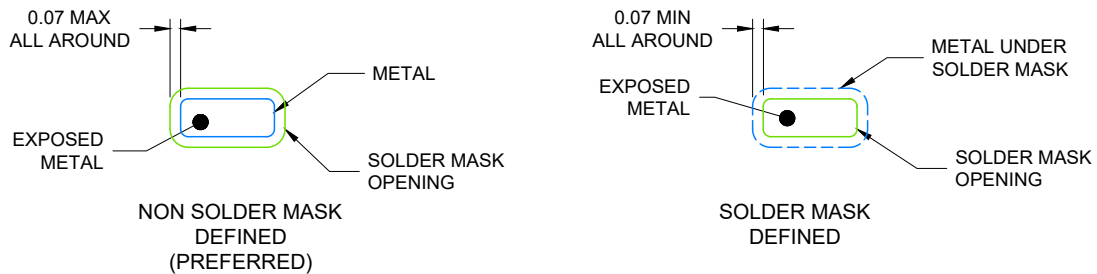 0.07 MAX
ALL AROUND
METAL
EXPOSED
METAL
SOLDER MASK
OPENING
NON SOLDER MASK
DEFINED
(PREFERRED)
0.07 MIN
ALL AROUND
METAL UNDER
SOLDER MASK
EXPOSED
METAL
SOLDER MASK
OPENING
SOLDER MASK
DEFINED